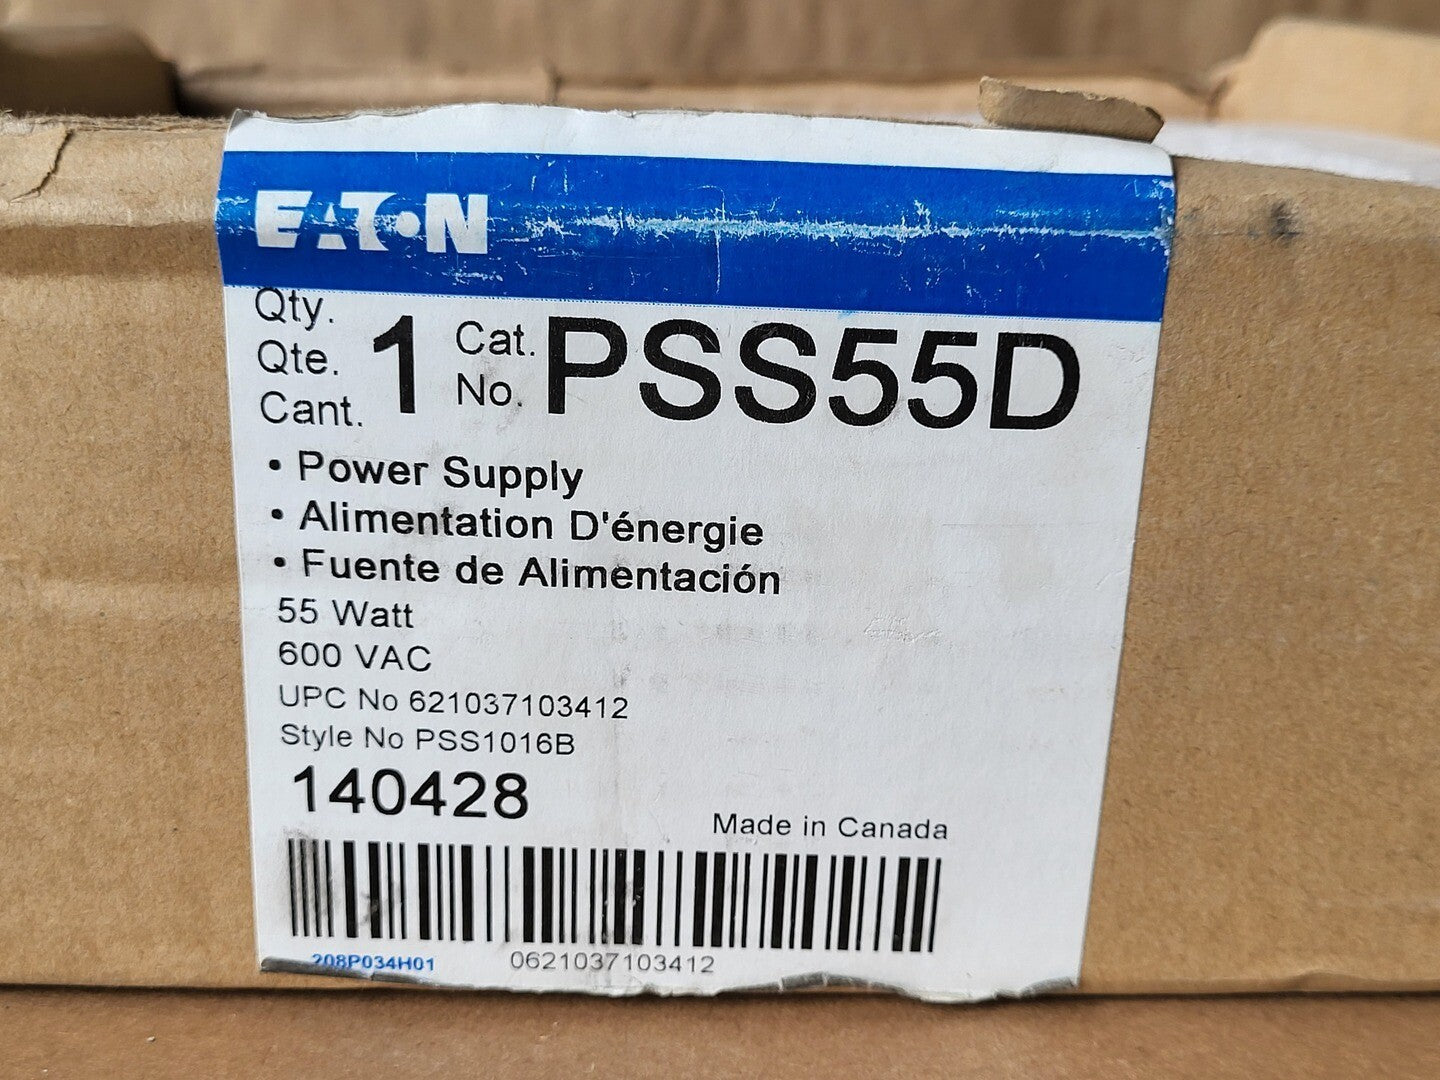 EATON
Qty.
Qte.
Cant.
1
Cat.
No.
PSS55D
• Power Supply
• Alimentation D'énergie
• Fuente de Alimentación
55 Watt
600 VAC
UPC No 621037103412
Style No PSS1016B
140428
Made in Canada
208P034H01
0621037103412